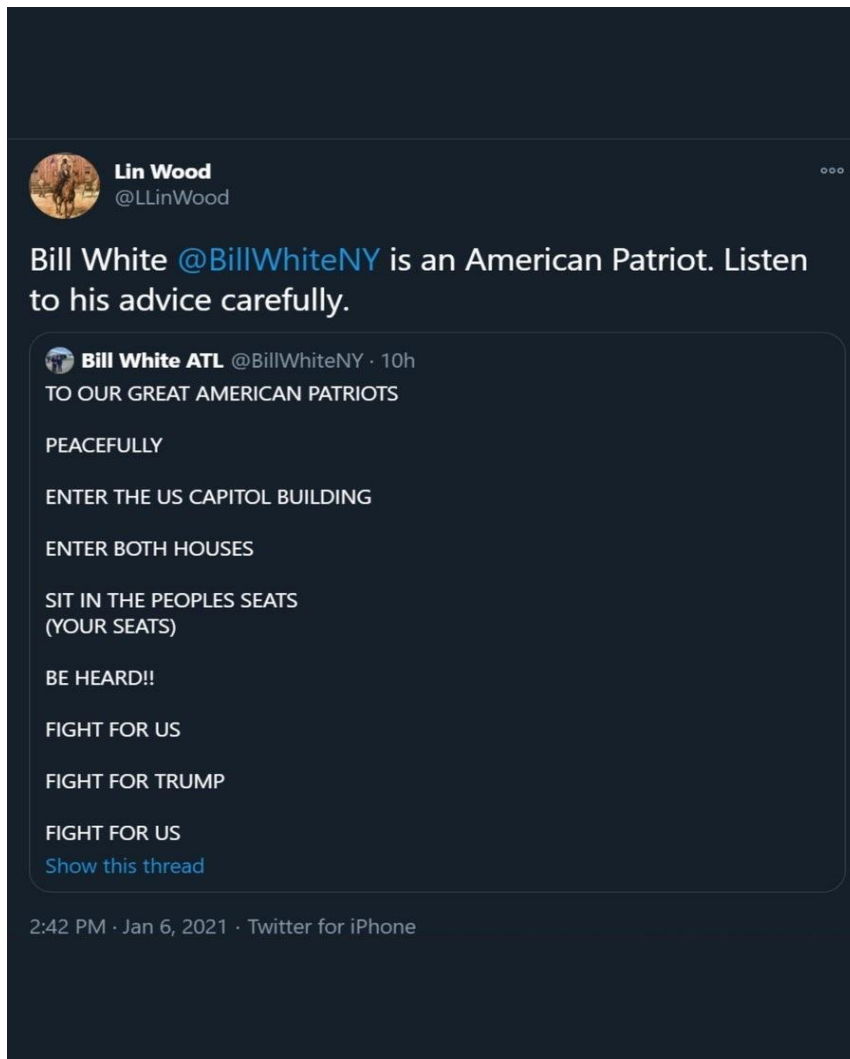 Lin Wood
@LLinWood
Bill White @BillWhiteNY is an American Patriot. Listen
to his advice carefully.
Bill White ATL @BillWhiteNY · 10h
TO OUR GREAT AMERICAN PATRIOTS
PEACEFULLY
ENTER THE US CAPITOL BUILDING
ENTER BOTH HOUSES
SIT IN THE PEOPLES SEATS
(YOUR SEATS)
BE HEARD!!
FIGHT FOR US
FIGHT FOR TRUMP
FIGHT FOR US
Show this thread
2:42 PM · Jan 6, 2021 · Twitter for iPhone